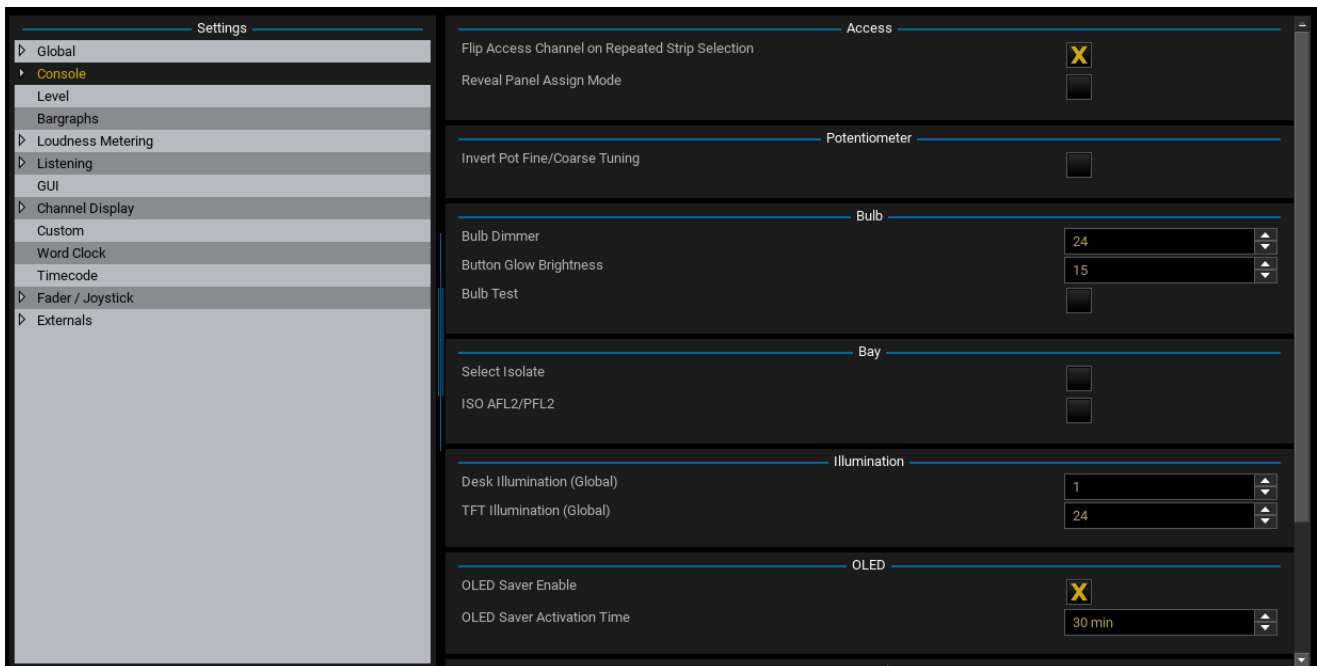 Settings
Global
Console
Level
Bargraphs
Loudness Metering
Listening
GUI
Channel Display
Custom
Word Clock
Timecode
Fader / Joystick
Externals
Access
Flip Access Channel on Repeated Strip Selection X
Reveal Panel Assign Mode
Potentiometer
Invert Pot Fine/Coarse Tuning
Bulb
Bulb Dimmer 24
Button Glow Brightness 15
Bulb Test
Bay
Select Isolate
ISO AFL2/PFL2
Illumination
Desk Illumination (Global) 1
TFT Illumination (Global) 24
OLED
OLED Saver Enable X
OLED Saver Activation Time 30 min